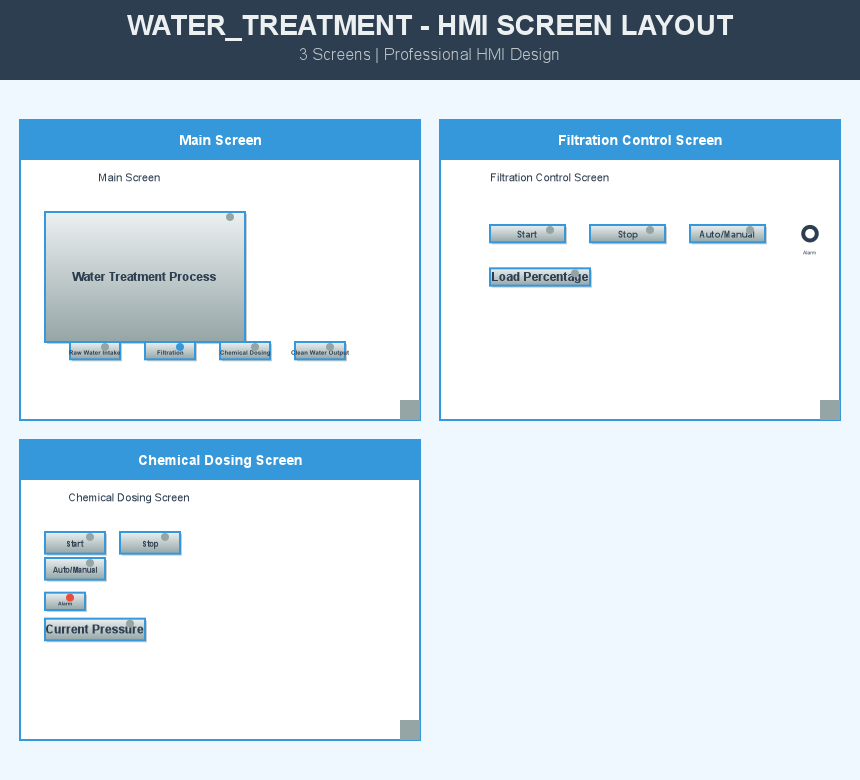 WATER_TREATMENT - HMI SCREEN LAYOUT
3 Screens | Professional HMI Design
Main Screen
Main Screen
Water Treatment Process
Raw Water Intake
Filtration
Chemical Dosing
Clean Water Output
Filtration Control Screen
Filtration Control Screen
Start
Stop
Auto/Manual
Alarm
Load Percentage
Chemical Dosing Screen
Chemical Dosing Screen
Start
Stop
Auto/Manual
Alarm
Current Pressure